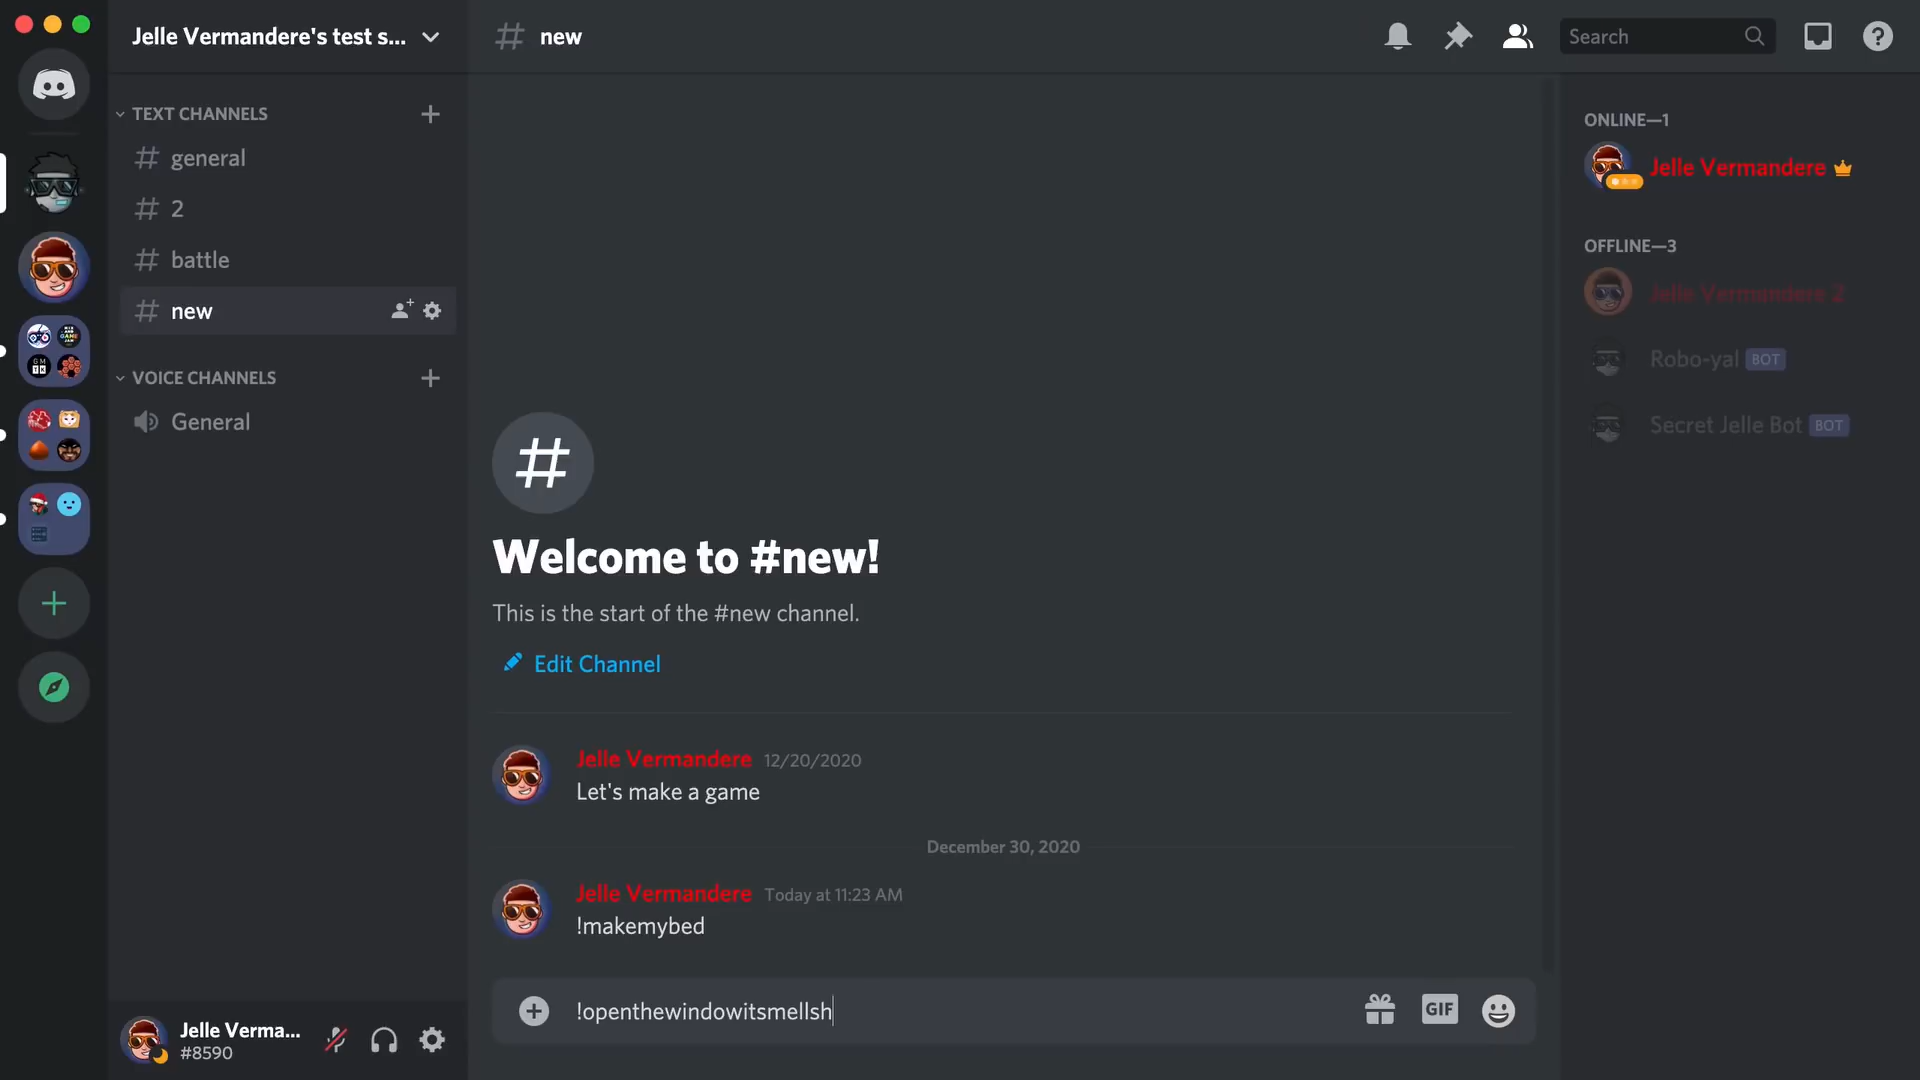 Jelle Vermandere's test s...
new
Search
TEXT CHANNELS
general
2
battle
new
VOICE CHANNELS
General
Welcome to #new!
This is the start of the #new channel.
Edit Channel
Jelle Vermandere 12/20/2020
Let's make a game
December 30, 2020
Jelle Vermandere Today at 11:23 AM
!makemybed
!openthewindowitsmellsh
GIF
Jelle Verma...
#8590
ONLINE—1
Jelle Vermandere
OFFLINE—3
Jelle Vermandere 2
Robo-yal BOT
Secret Jelle Bot BOT